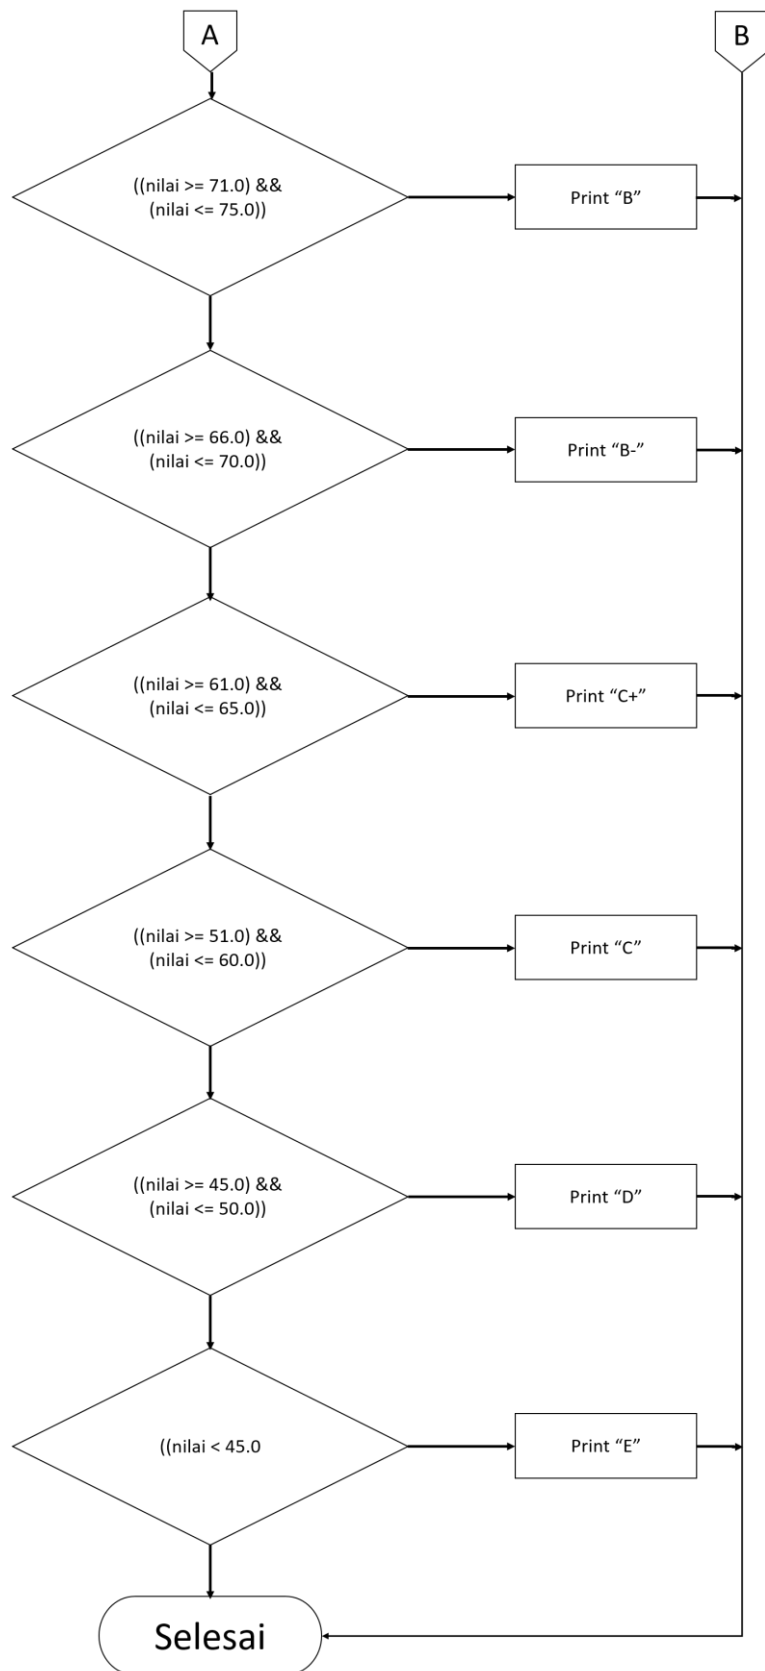 A
B
((nilai >= 71.0) &&
(nilai <= 75.0))
Print “B”
((nilai >= 66.0) &&
(nilai <= 70.0))
Print “B-”
((nilai >= 61.0) &&
(nilai <= 65.0))
Print “C+”
((nilai >= 51.0) &&
(nilai <= 60.0))
Print “C”
((nilai >= 45.0) &&
(nilai <= 50.0))
Print “D”
((nilai < 45.0
Print “E”
Selesai